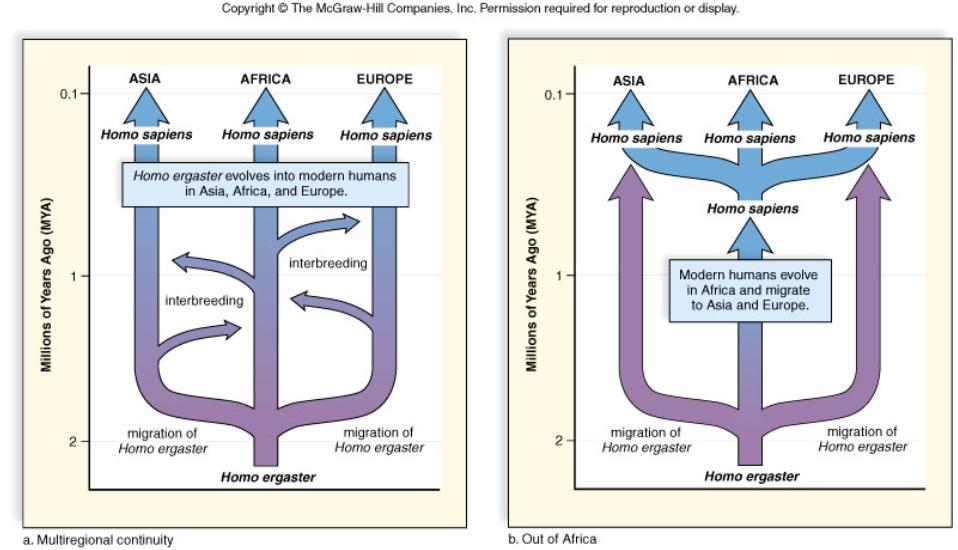 Copyright © The McGraw-Hill Companies, Inc. Permission required for reproduction or display.
ASIA
AFRICA
EUROPE
0.1
Homo sapiens
Homo sapiens
Homo sapiens
Homo ergaster evolves into modern humans
in Asia, Africa, and Europe.
Millions of Years Ago (MYA)
interbreeding
1
interbreeding
migration of
Homo ergaster
migration of
Homo ergaster
2
Homo ergaster
a. Multiregional continuity
ASIA
AFRICA
EUROPE
0.1
Homo sapiens
Homo sapiens
Homo sapiens
Homo sapiens
Millions of Years Ago (MYA)
1
Modern humans evolve
in Africa and migrate
to Asia and Europe.
migration of
Homo ergaster
migration of
Homo ergaster
2
Homo ergaster
b. Out of Africa